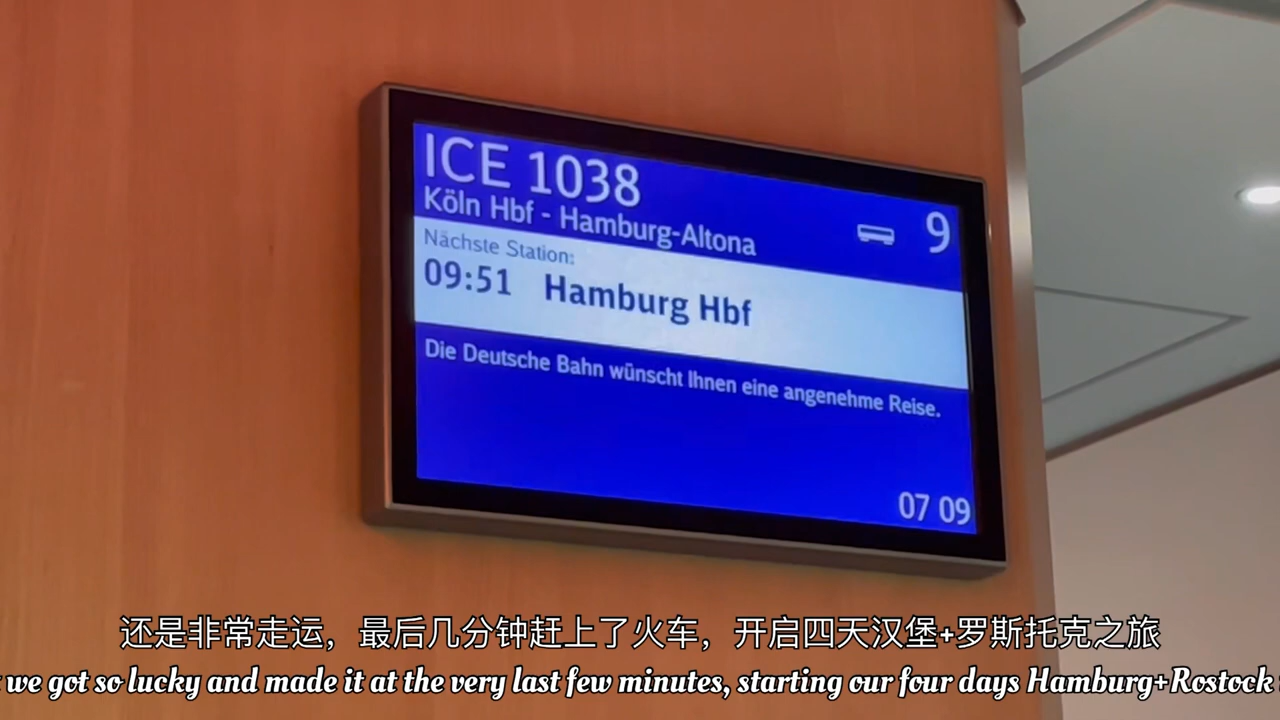 ICE 1038
9
Köln Hbf - Hamburg-Altona
Nächste Station:
09:51 Hamburg Hbf
Die Deutsche Bahn wünscht Ihnen eine angenehme Reise.
07 09
还是非常走运，最后几分钟赶上了火车，开启四天汉堡+罗斯托克之旅
we got so lucky and made it at the very last few minutes, starting our four days Hamburg+Rostock